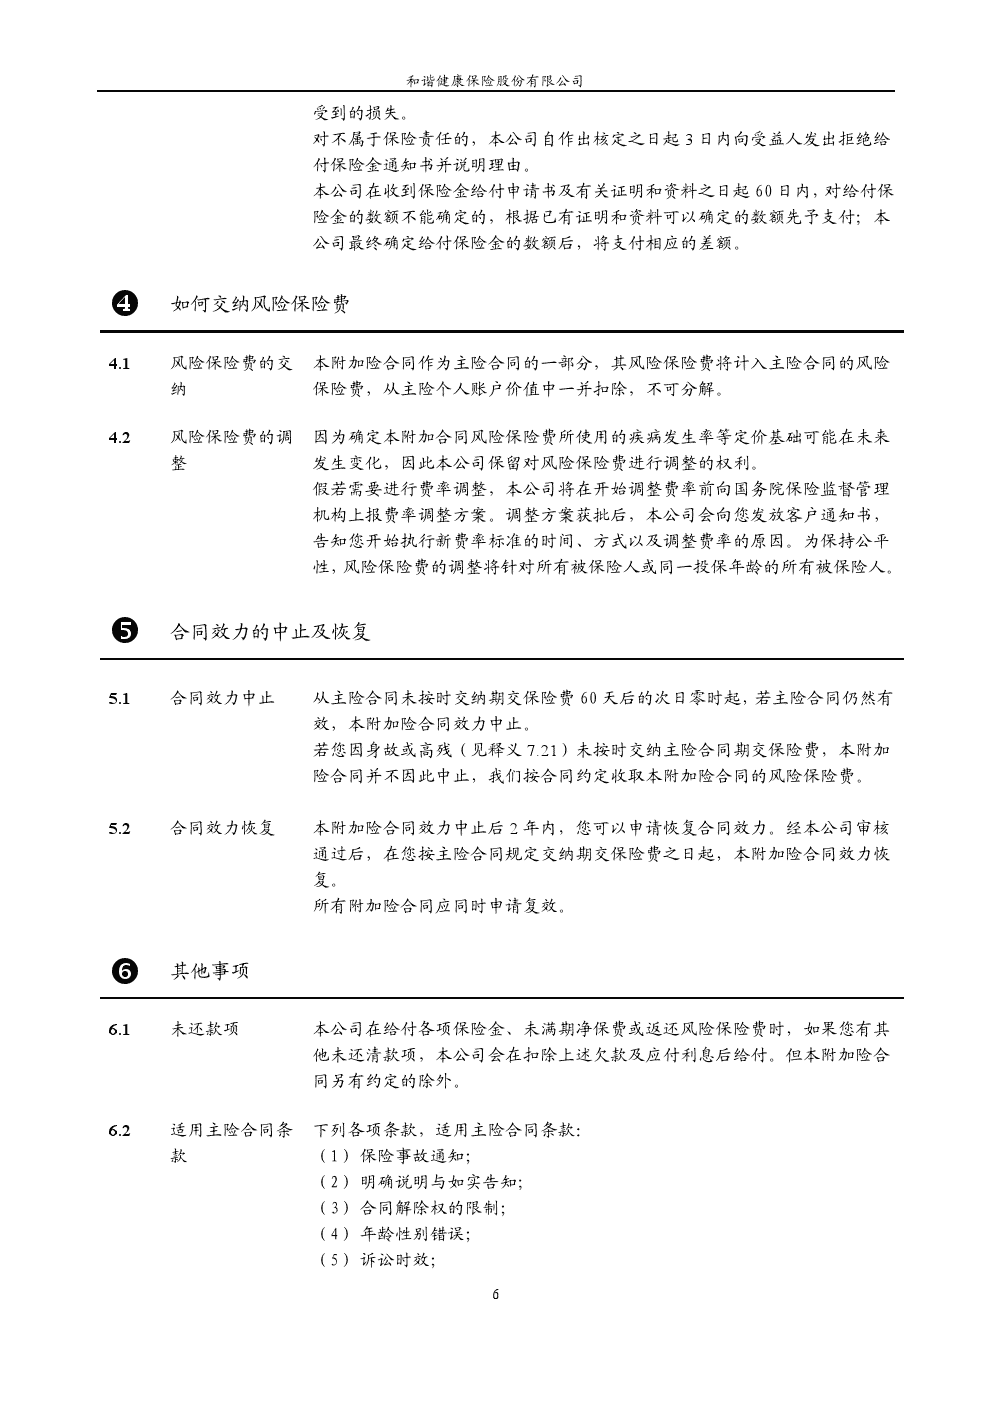 和谐健康保险股份有限公司
受到的损失。
对不属于保险责任的，本公司自作出核定之日起 3 日内向受益人发出拒绝给
付保险金通知书并说明理由。
本公司在收到保险金给付申请书及有关证明和资料之日起 60 日内，对给付保
险金的数额不能确定的，根据已有证明和资料可以确定的数额先予支付；本
公司最终确定给付保险金的数额后，将支付相应的差额。
❹ 如何交纳风险保险费
4.1 风险保险费的交 本附加险合同作为主险合同的一部分，其风险保险费将计入主险合同的风险
纳 保险费，从主险个人账户价值中一并扣除，不可分解。
4.2 风险保险费的调 因为确定本附加合同风险保险费所使用的疾病发生率等定价基础可能在未来
整 发生变化，因此本公司保留对风险保险费进行调整的权利。
假若需要进行费率调整，本公司将在开始调整费率前向国务院保险监督管理
机构上报费率调整方案。调整方案获批后，本公司会向您发放客户通知书，
告知您开始执行新费率标准的时间、方式以及调整费率的原因。为保持公平
性，风险保险费的调整将针对所有被保险人或同一投保年龄的所有被保险人。
❺ 合同效力的中止及恢复
5.1 合同效力中止 从主险合同未按时交纳期交保险费 60 天后的次日零时起，若主险合同仍然有
效，本附加险合同效力中止。
若您因身故或高残（见释义 7.21）未按时交纳主险合同期交保险费，本附加
险合同并不因此中止，我们按合同约定收取本附加险合同的风险保险费。
5.2 合同效力恢复 本附加险合同效力中止后 2 年内，您可以申请恢复合同效力。经本公司审核
通过后，在您按主险合同规定交纳期交保险费之日起，本附加险合同效力恢
复。
所有附加险合同应同时申请复效。
❻ 其他事项
6.1 未还款项 本公司在给付各项保险金、未满期净保费或返还风险保险费时，如果您有其
他未还清款项，本公司会在扣除上述欠款及应付利息后给付。但本附加险合
同另有约定的除外。
6.2 适用主险合同条 下列各项条款，适用主险合同条款：
款 （1）保险事故通知；
（2）明确说明与如实告知；
（3）合同解除权的限制；
（4）年龄性别错误；
（5）诉讼时效；
6